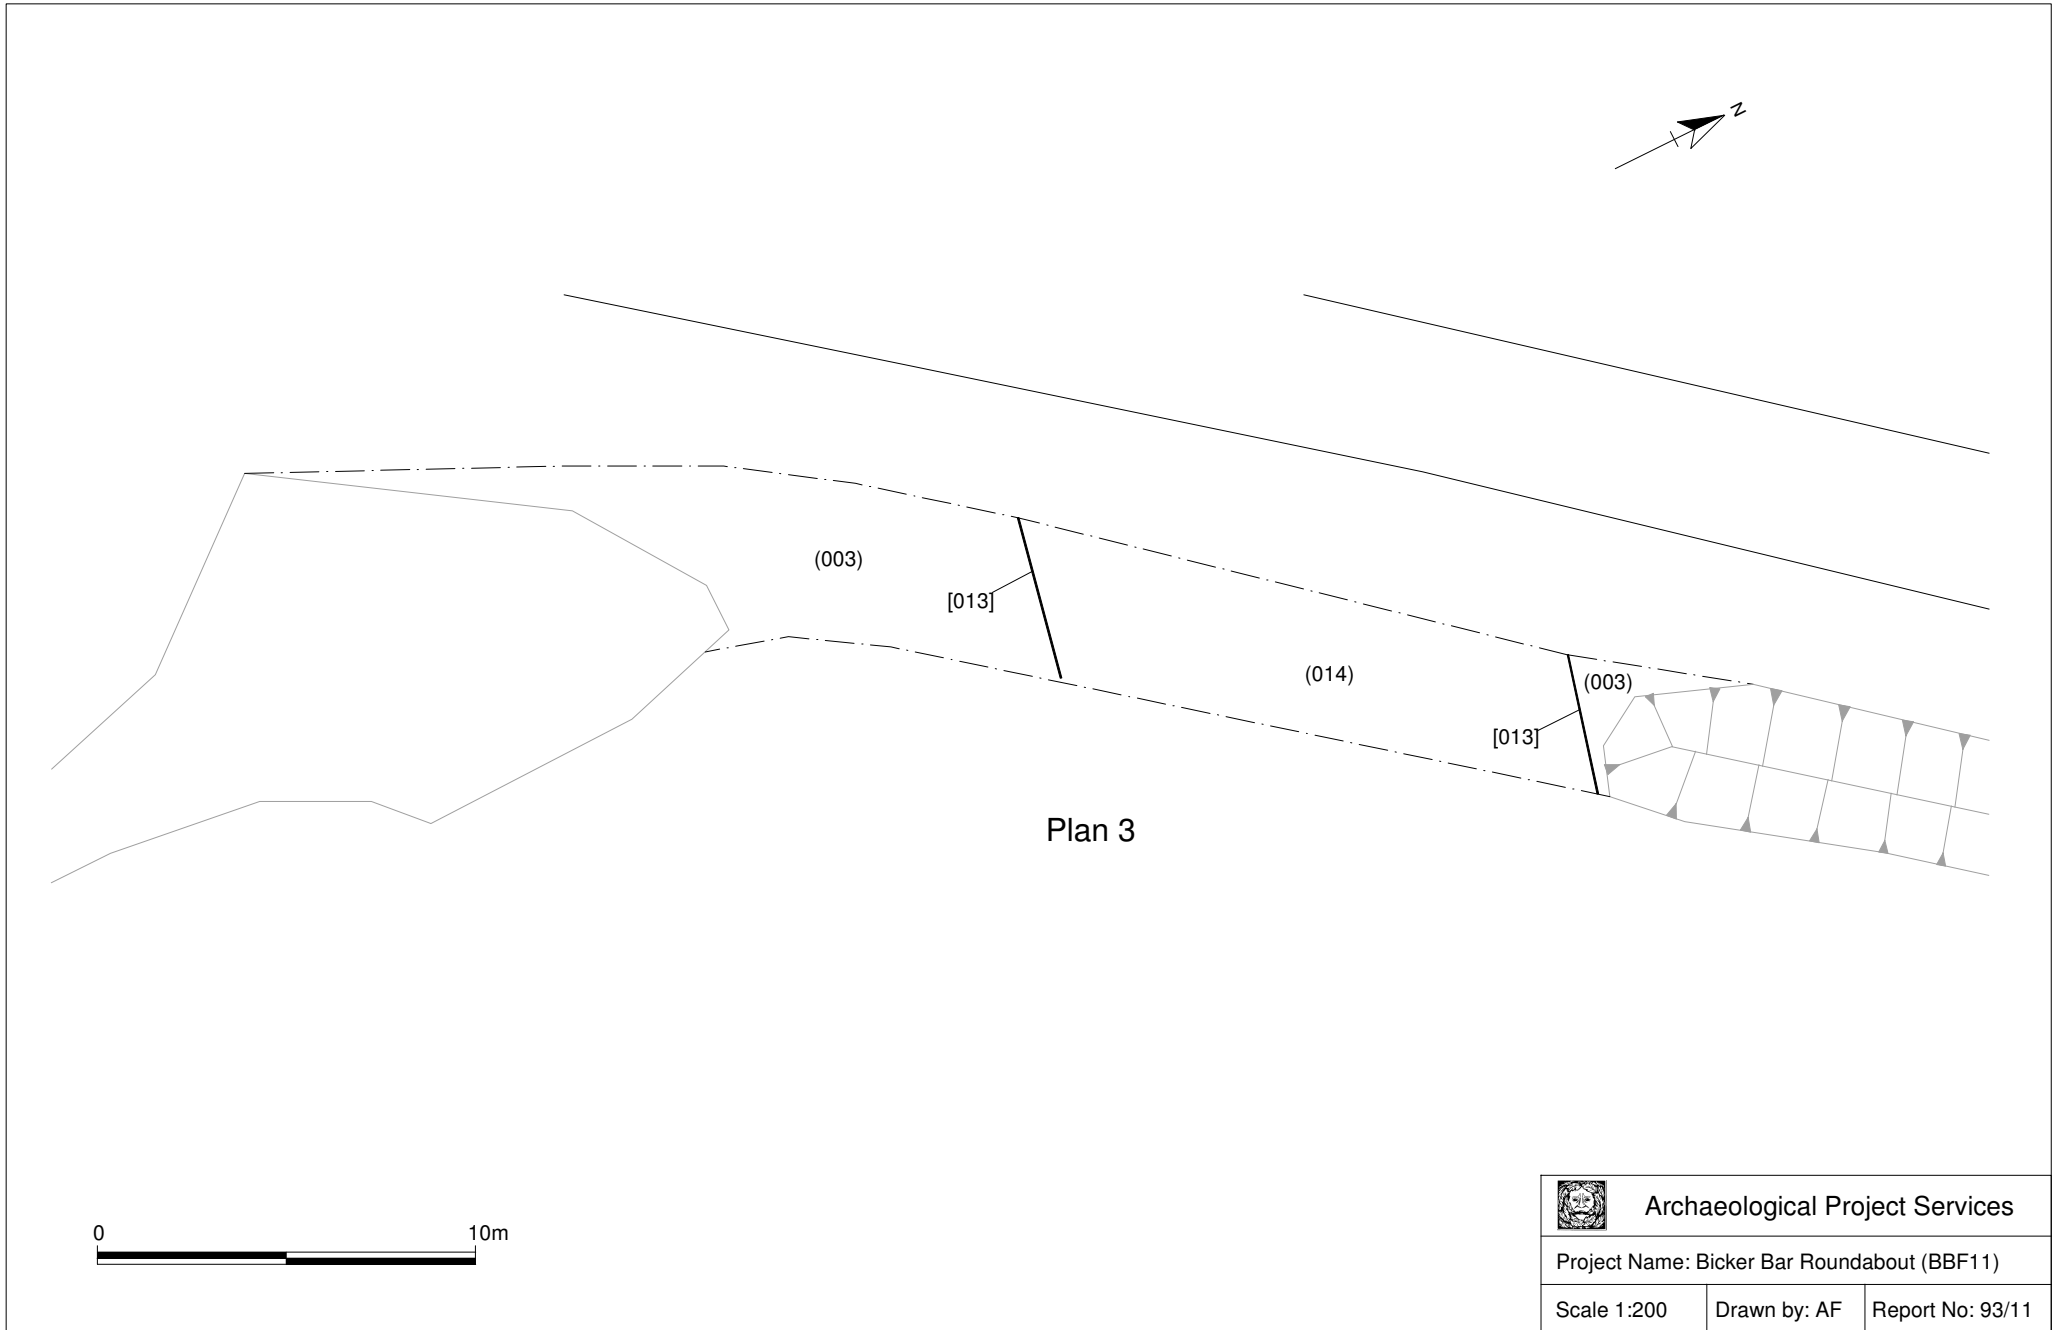 N
(003)
[013]
(014)
(003)
[013]
Plan 3
0 10m
Archaeological Project Services
Project Name: Bicker Bar Roundabout (BBF11)
Scale 1:200 Drawn by: AF Report No: 93/11